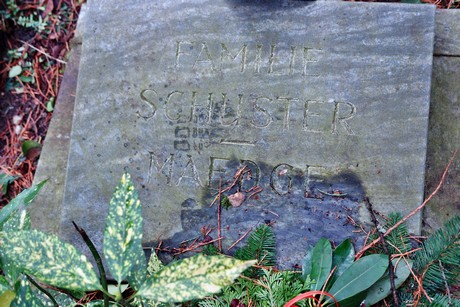 FAMILIE
SCHUSTER
–
MAEDGE